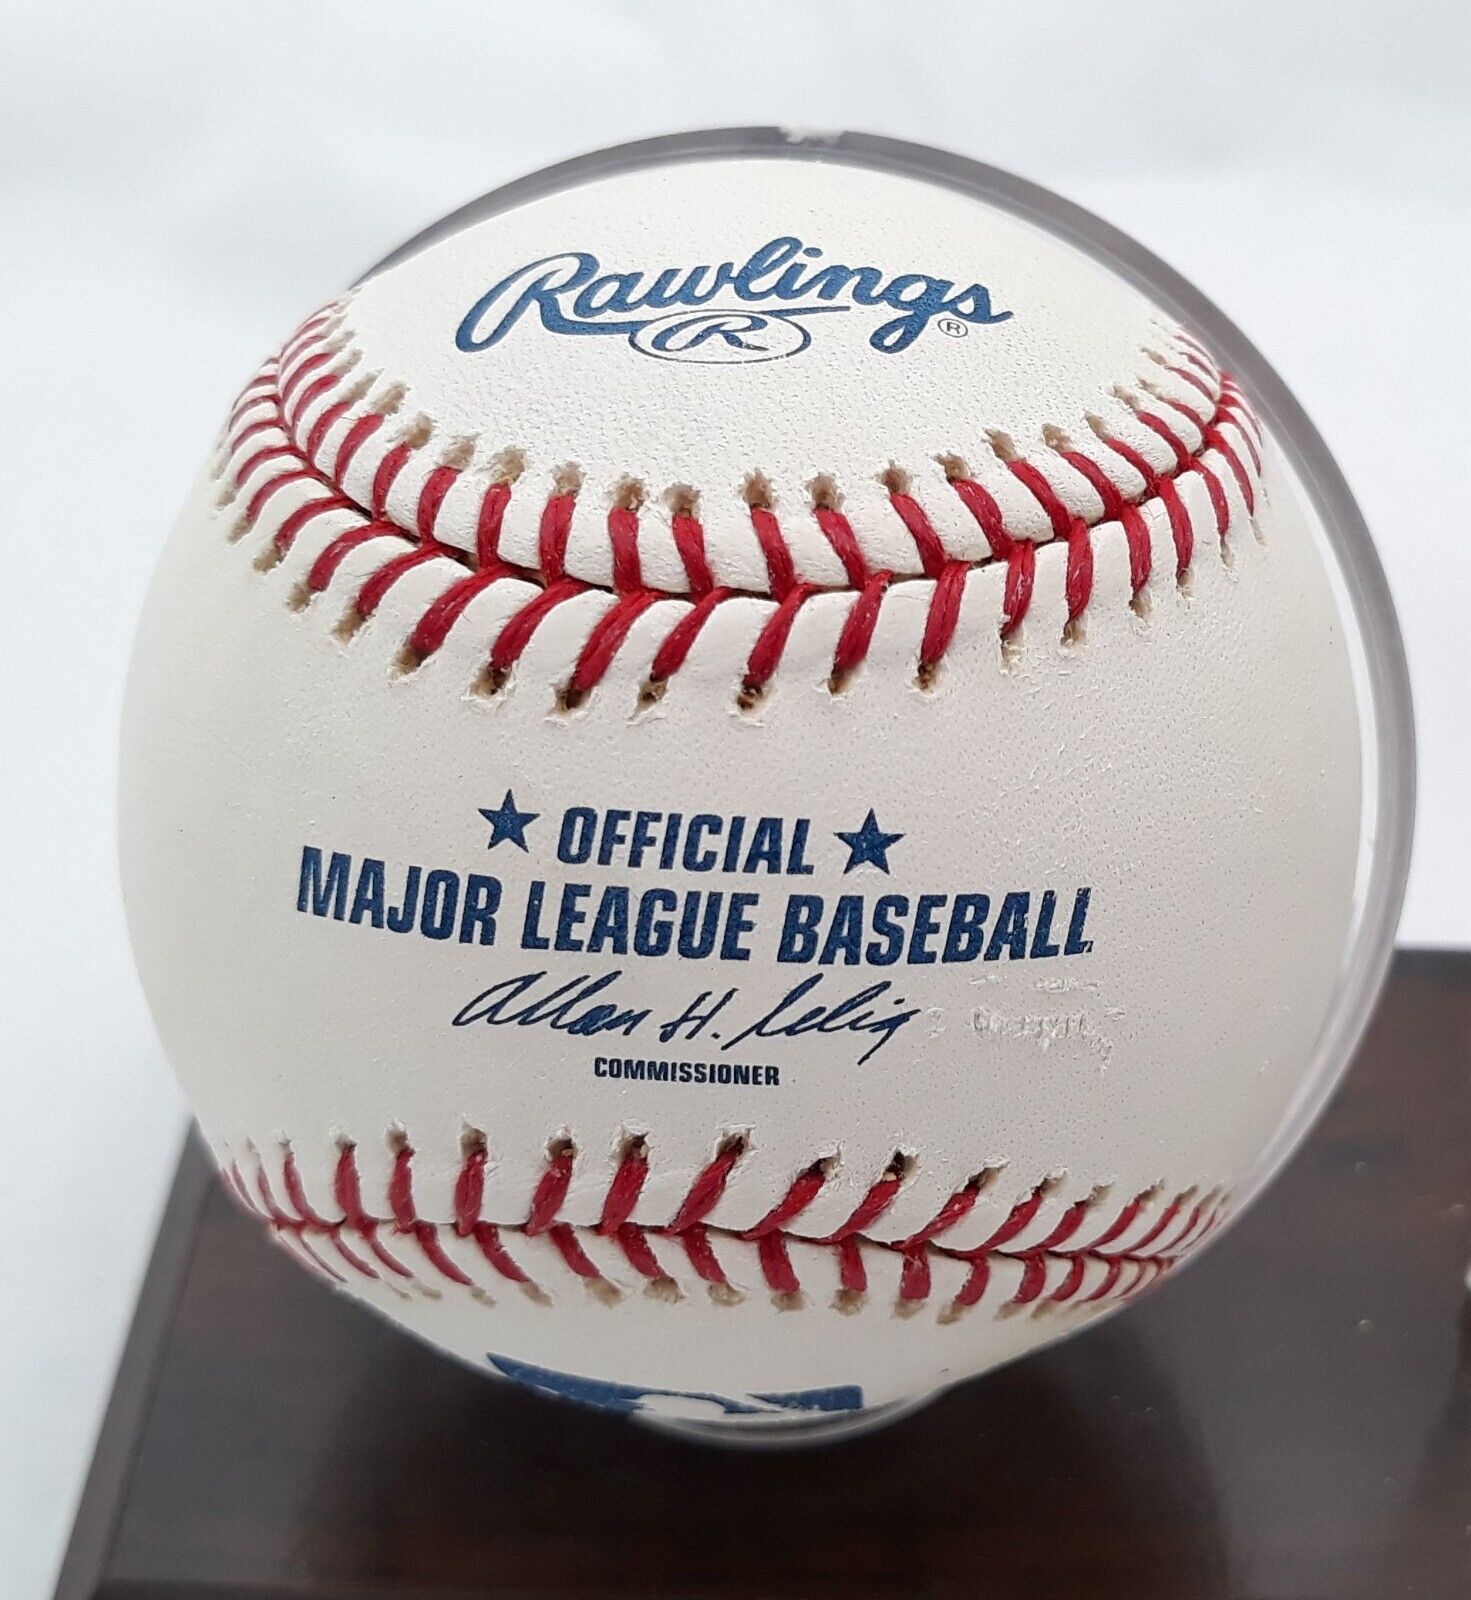 Rawlings®
R
★ OFFICIAL ★
MAJOR LEAGUE BASEBALL
Allan H. Selig
COMMISSIONER